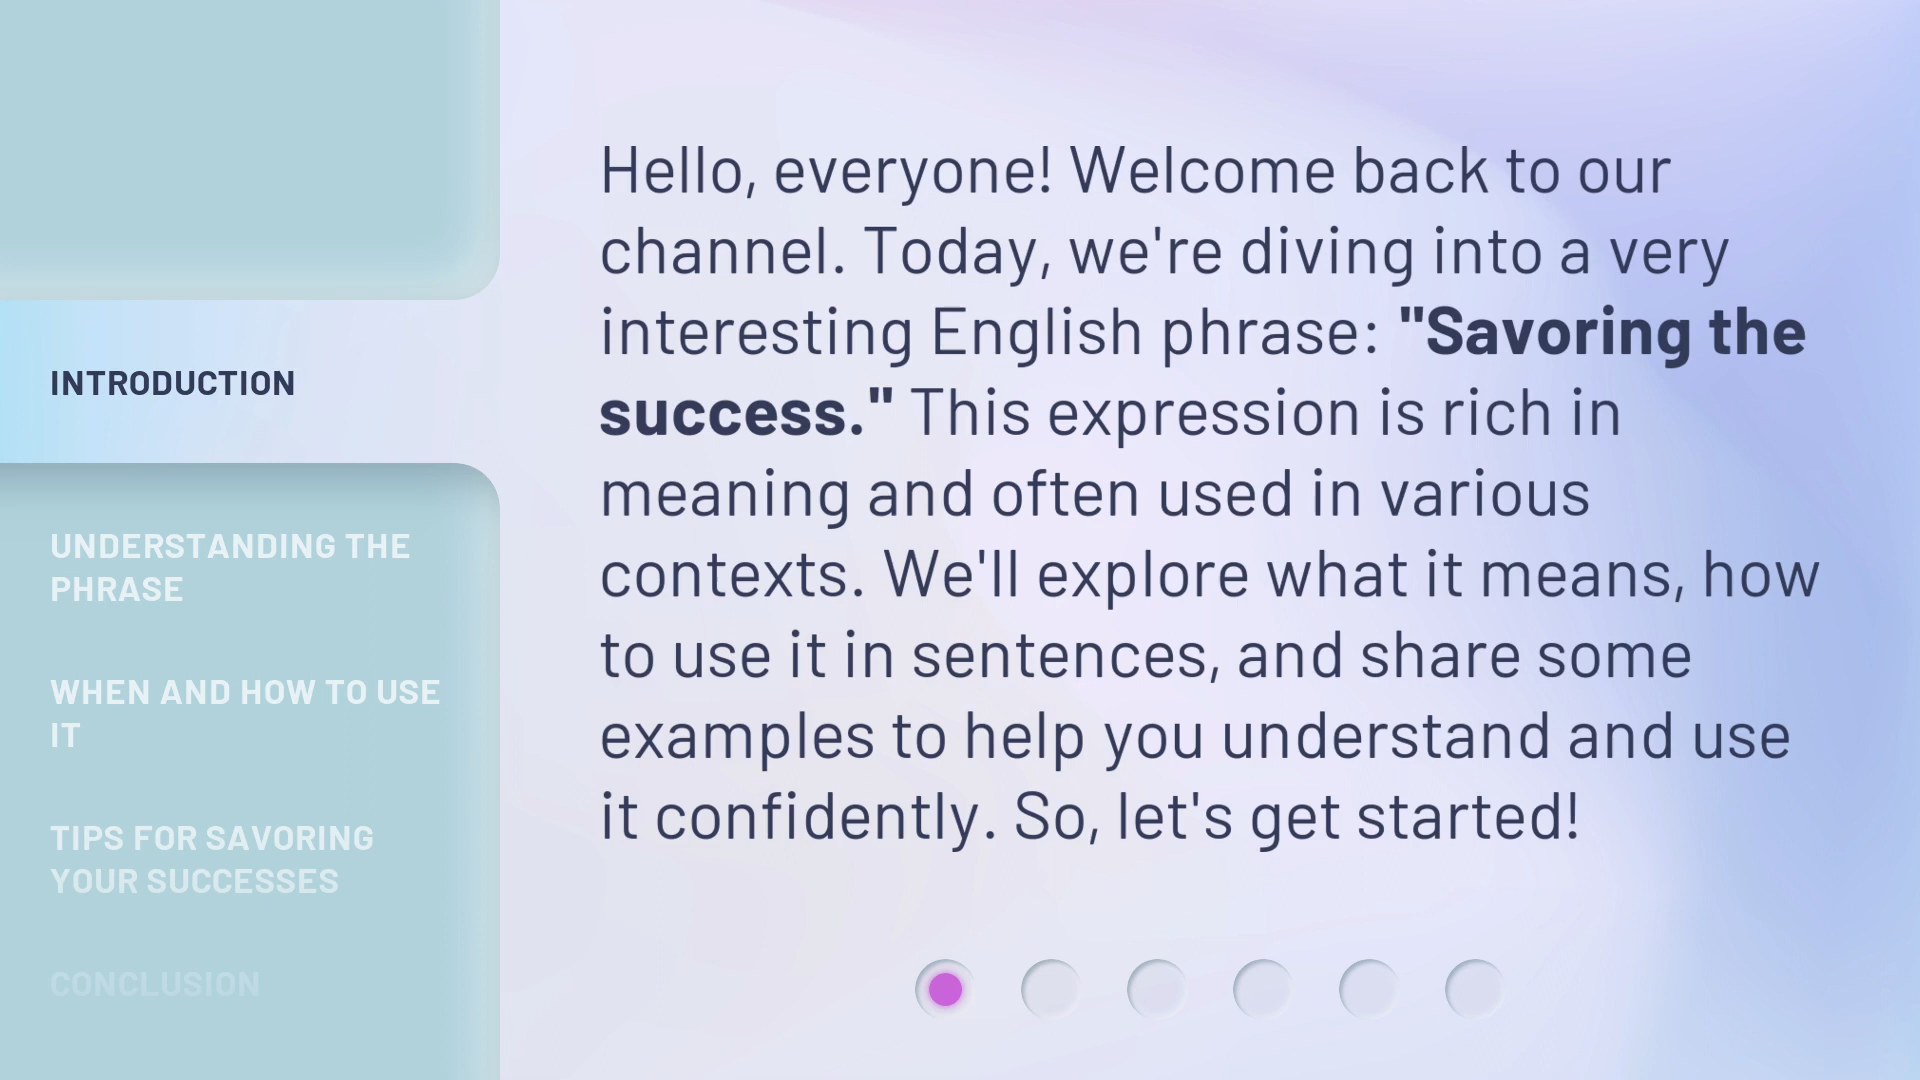 INTRODUCTION
UNDERSTANDING THE
PHRASE
WHEN AND HOW TO USE
IT
TIPS FOR SAVORING
YOUR SUCCESSES
CONCLUSION
Hello, everyone! Welcome back to our
channel. Today, we're diving into a very
interesting English phrase: "Savoring the
success." This expression is rich in
meaning and often used in various
contexts. We'll explore what it means, how
to use it in sentences, and share some
examples to help you understand and use
it confidently. So, let's get started!